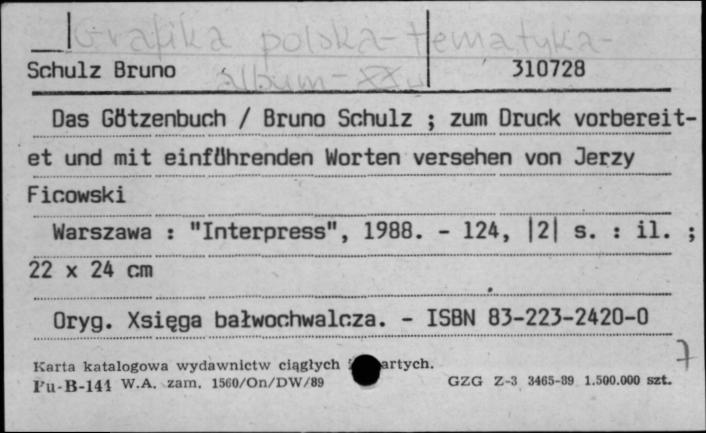 Grafika polska - tematyka -
album - XX w
Schulz Bruno 310728
Das Götzenbuch / Bruno Schulz ; zum Druck vorbereit-
et und mit einführenden Worten versehen von Jerzy
Ficowski
Warszawa : "Interpress", 1988. - 124, |2| s. : il. ;
22 x 24 cm
Oryg. Xsięga bałwochwalcza. - ISBN 83-223-2420-0
7
Karta katalogowa wydawnictw ciągłych artych.
Pu-B-141 W.A. zam. 1560/On/DW/89 GZG Z-3 3465-89 1.500.000 szt.